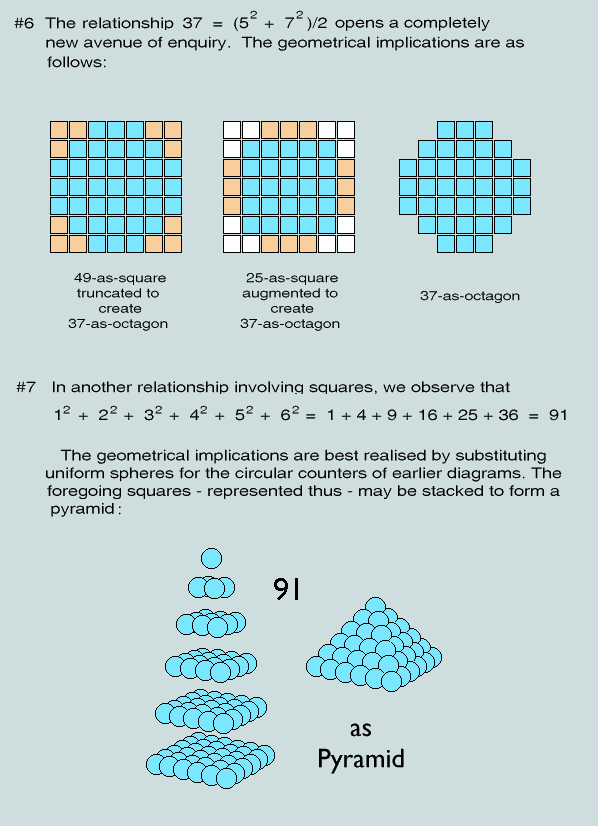 #6 The relationship 37 = (5² + 7²)/2 opens a completely
new avenue of enquiry. The geometrical implications are as
follows:
49-as-square
truncated to
create
37-as-octagon
25-as-square
augmented to
create
37-as-octagon
37-as-octagon
#7 In another relationship involving squares, we observe that
1² + 2² + 3² + 4² + 5² + 6² = 1 + 4 + 9 + 16 + 25 + 36 = 91
The geometrical implications are best realised by substituting
uniform spheres for the circular counters of earlier diagrams. The
foregoing squares - represented thus - may be stacked to form a
pyramid :
91
as
Pyramid